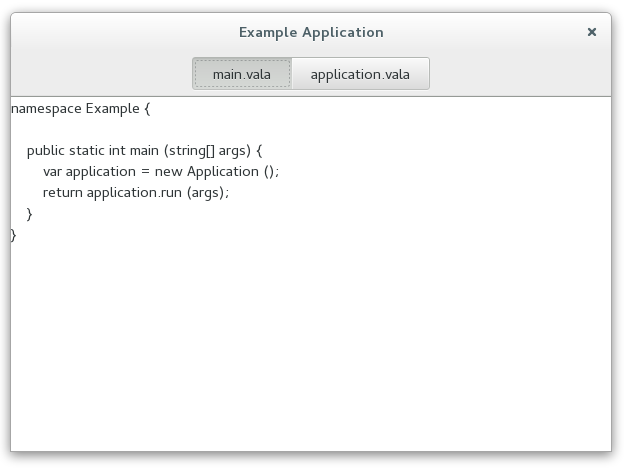 Example Application
main.vala application.vala
namespace Example {
    public static int main (string[] args) {
        var application = new Application ();
        return application.run (args);
    }
}